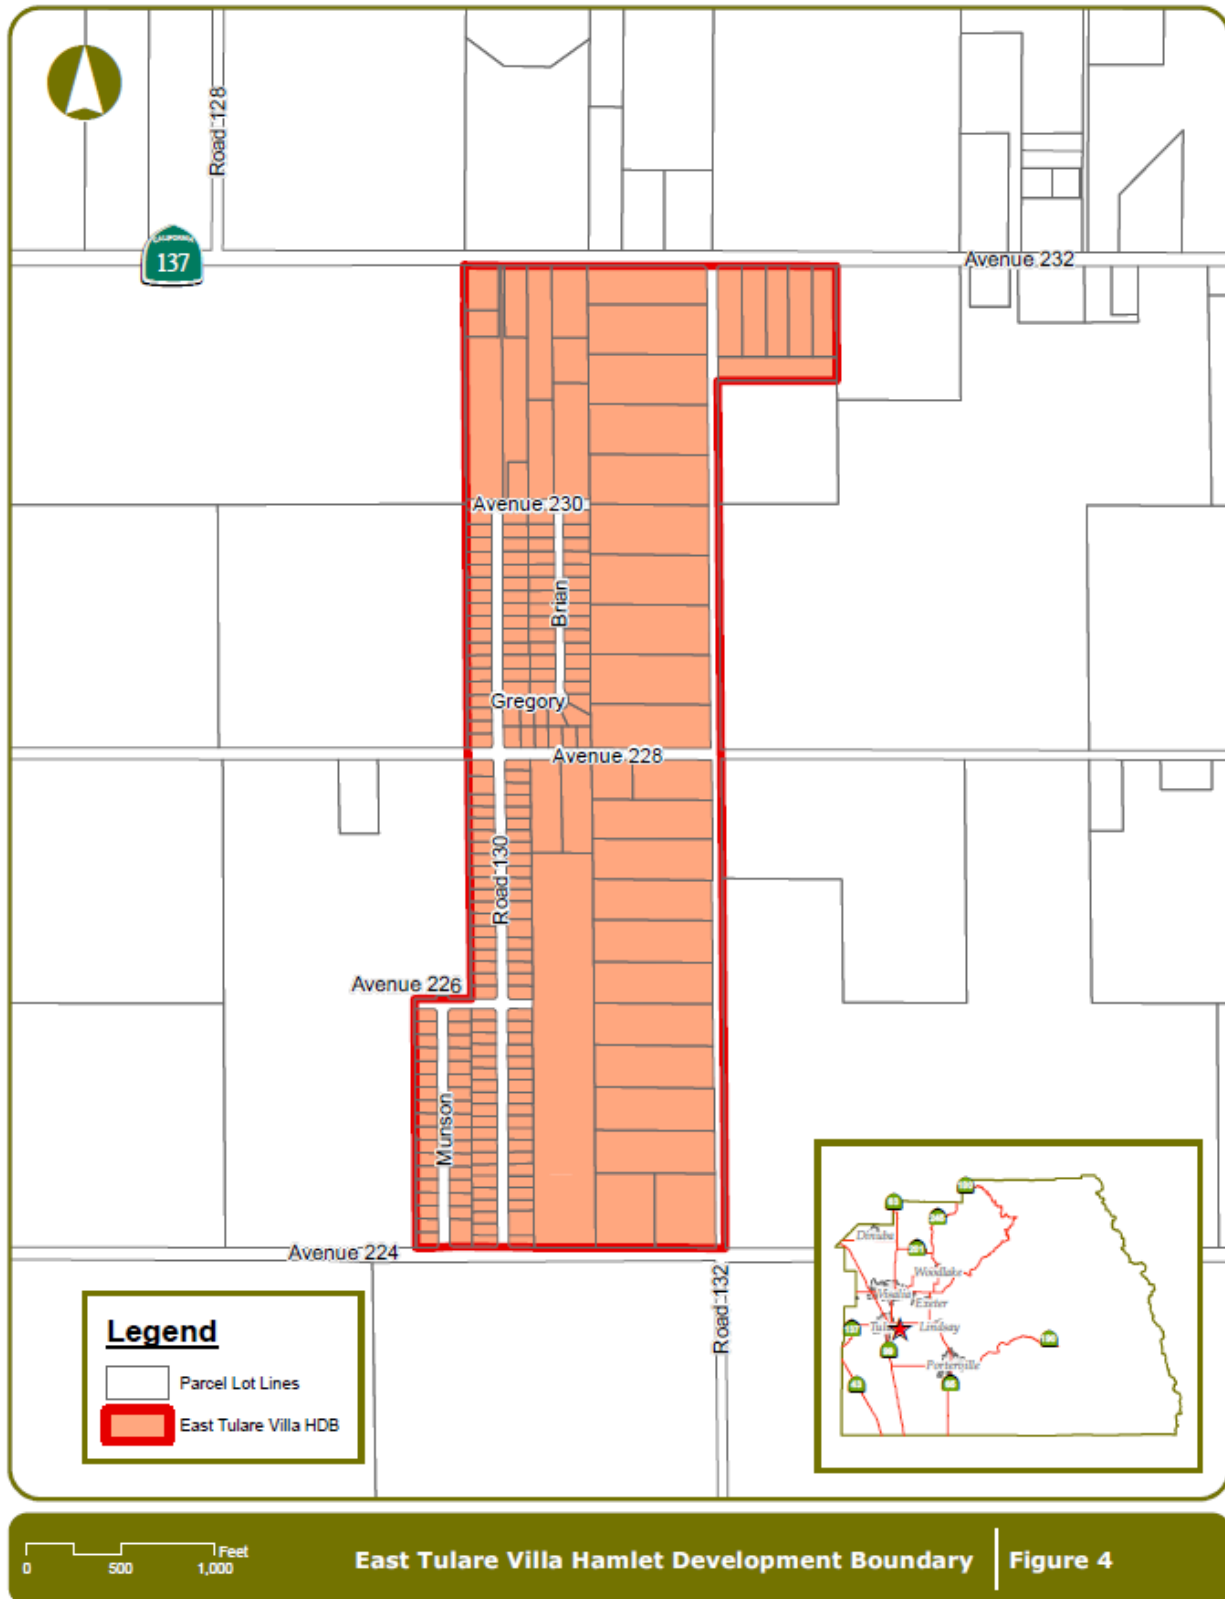 Road 128
CALIFORNIA
137
Avenue 232
Avenue 230
Brian
Gregory
Avenue 228
Road 130
Avenue 226
Munson
Avenue 224
Road 132
Legend
Parcel Lot Lines
East Tulare Villa HDB
Dinuba
Woodlake
Visalia
Exeter
Lindsay
Porterville
Feet
0 500 1,000
East Tulare Villa Hamlet Development Boundary
Figure 4